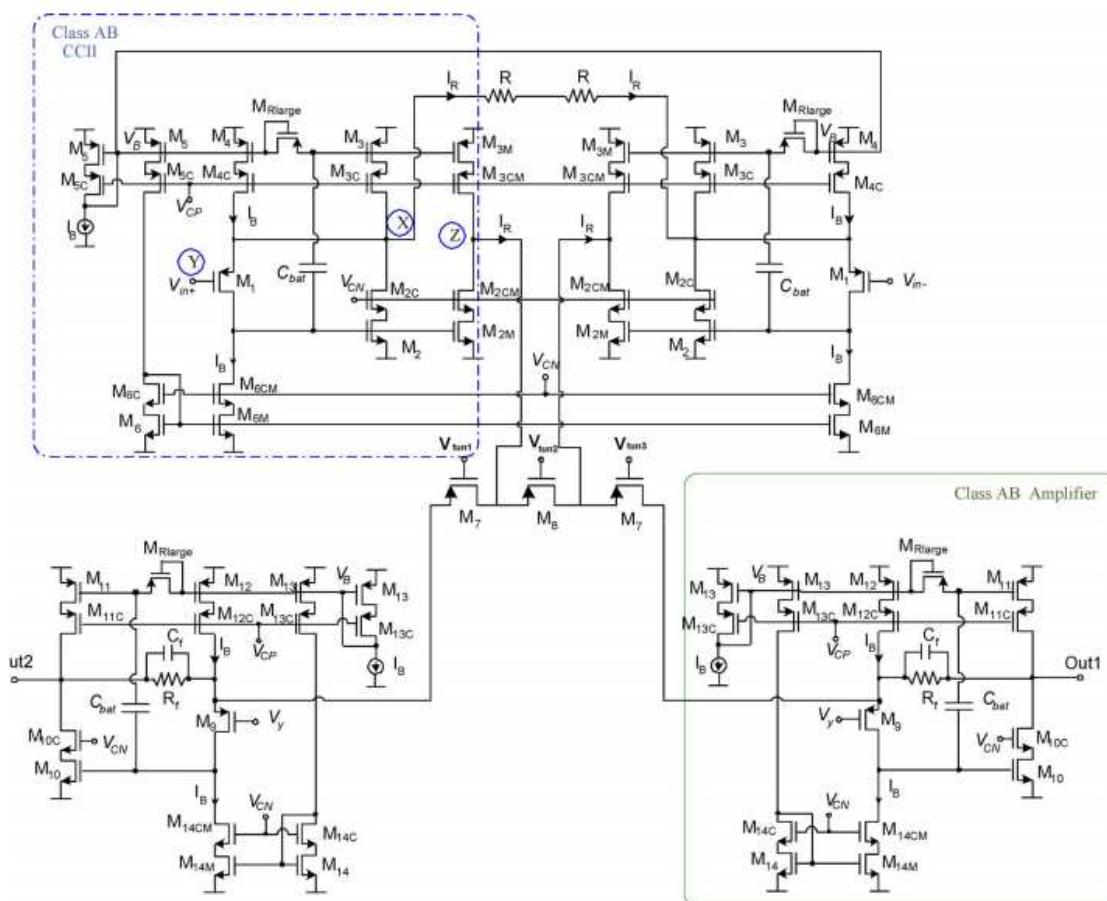 Class AB
CCII
I_R R R I_R
M_Rlarge M_Rlarge
M_5 V_B M_5 M_4 M_3 M_3M M_3M M_3 V_B M_4
M_5C M_5C M_4C M_3C M_3CM M_3CM M_3C M_4C
V_CP
I_B I_B X Z I_R I_R I_B
Y
V_in+ M_1 C_bat V_CN M_2C M_2CM M_2CM M_2C C_bat M_1 V_in-
M_2 M_2M M_2M M_2
I_B V_CN I_B
M_6C M_6CM M_6CM
M_6 M_6M M_6M
V_tun1 V_tun2 V_tun3
M_7 M_8 M_7
Class AB Amplifier
M_Rlarge M_Rlarge
M_11 M_12 M_13 V_B M_13 M_13 V_B M_13 M_12 M_11
M_11C M_12C M_13C M_13C M_13C M_13C M_12C M_11C
V_CP V_CP
ut2 C_f I_B I_B I_B I_B C_f Out1
R_f R_f
C_bat M_9 V_y V_y M_9 C_bat
M_10C V_CN V_CN M_10C
M_10 M_10
I_B V_CN V_CN I_B
M_14CM M_14C M_14C M_14CM
M_14M M_14 M_14 M_14M